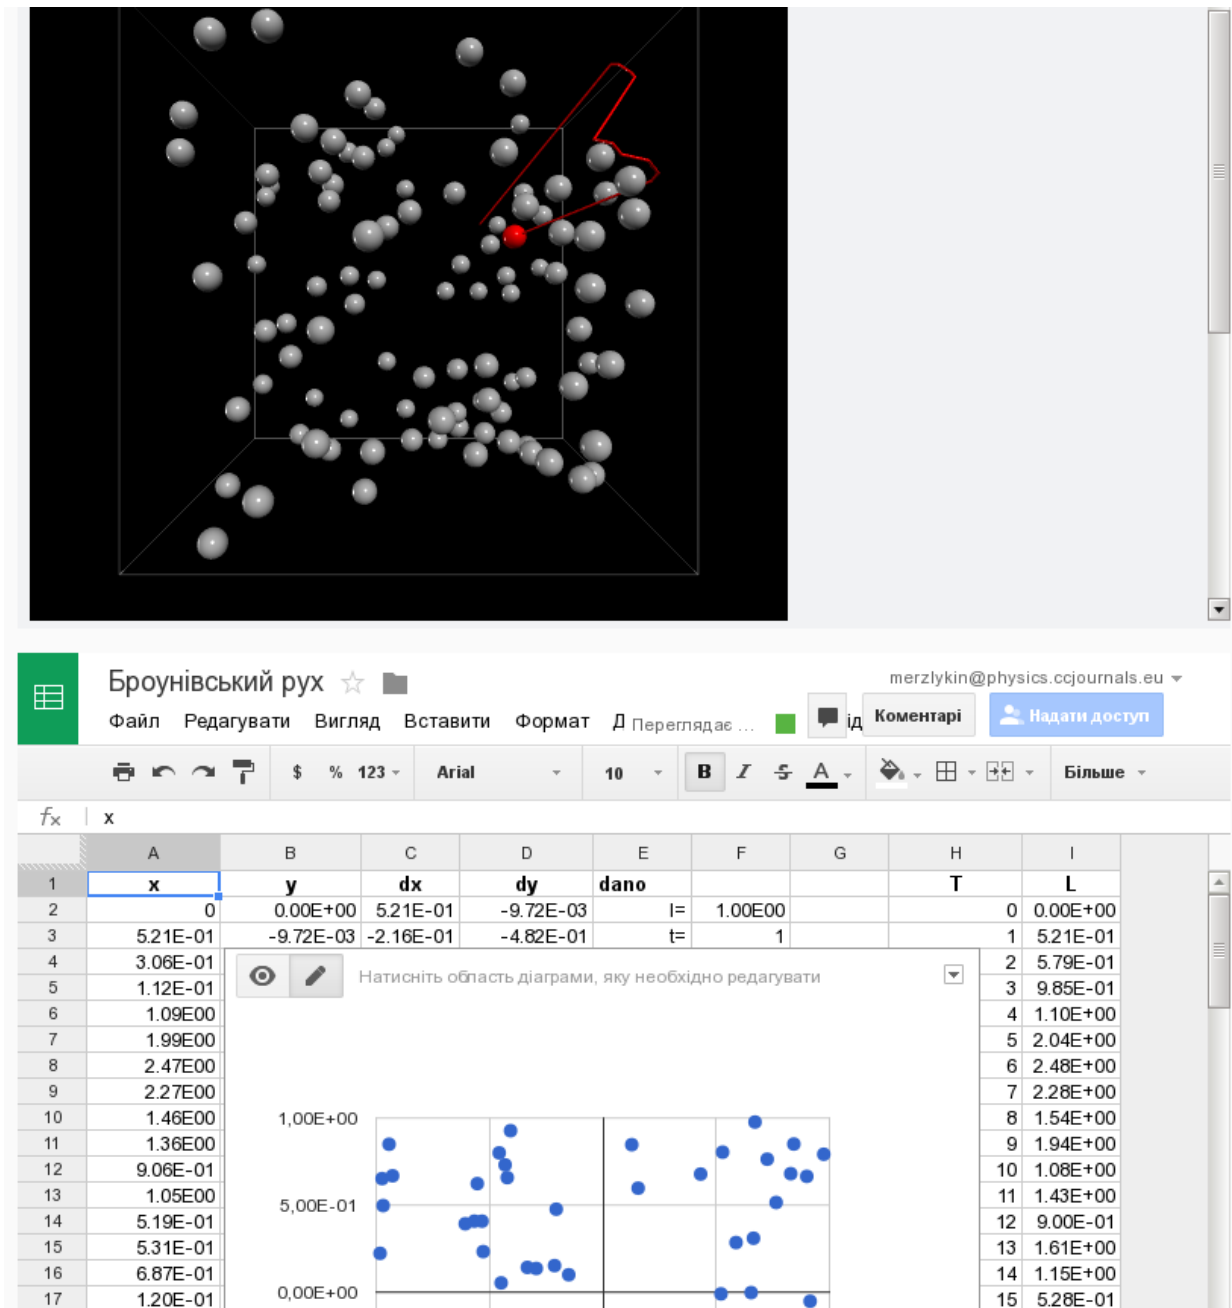 Броунівський рух
merzlykin@physics.ccjournals.eu
Файл Редагувати Вигляд Вставити Формат Д Переглядає ... ід Коментарі Надати доступ
$ % 123 Arial 10 B I S A Більше
fx x
A B C D E F G H I
1 x y dx dy dano T L
2 0 0.00E+00 5.21E-01 -9.72E-03 l= 1.00E00 0 0.00E+00
3 5.21E-01 -9.72E-03 -2.16E-01 -4.82E-01 t= 1 1 5.21E-01
4 3.06E-01 2 5.79E-01
Натисніть область діаграми, яку необхідно редагувати
5 1.12E-01 3 9.85E-01
6 1.09E00 4 1.10E+00
7 1.99E00 5 2.04E+00
8 2.47E00 6 2.48E+00
9 2.27E00 7 2.28E+00
10 1.46E00 1,00E+00 8 1.54E+00
11 1.36E00 9 1.94E+00
12 9.06E-01 10 1.08E+00
13 1.05E00 5,00E-01 11 1.43E+00
14 5.19E-01 12 9.00E-01
15 5.31E-01 13 1.61E+00
16 6.87E-01 0,00E+00 14 1.15E+00
17 1.20E-01 15 5.28E-01